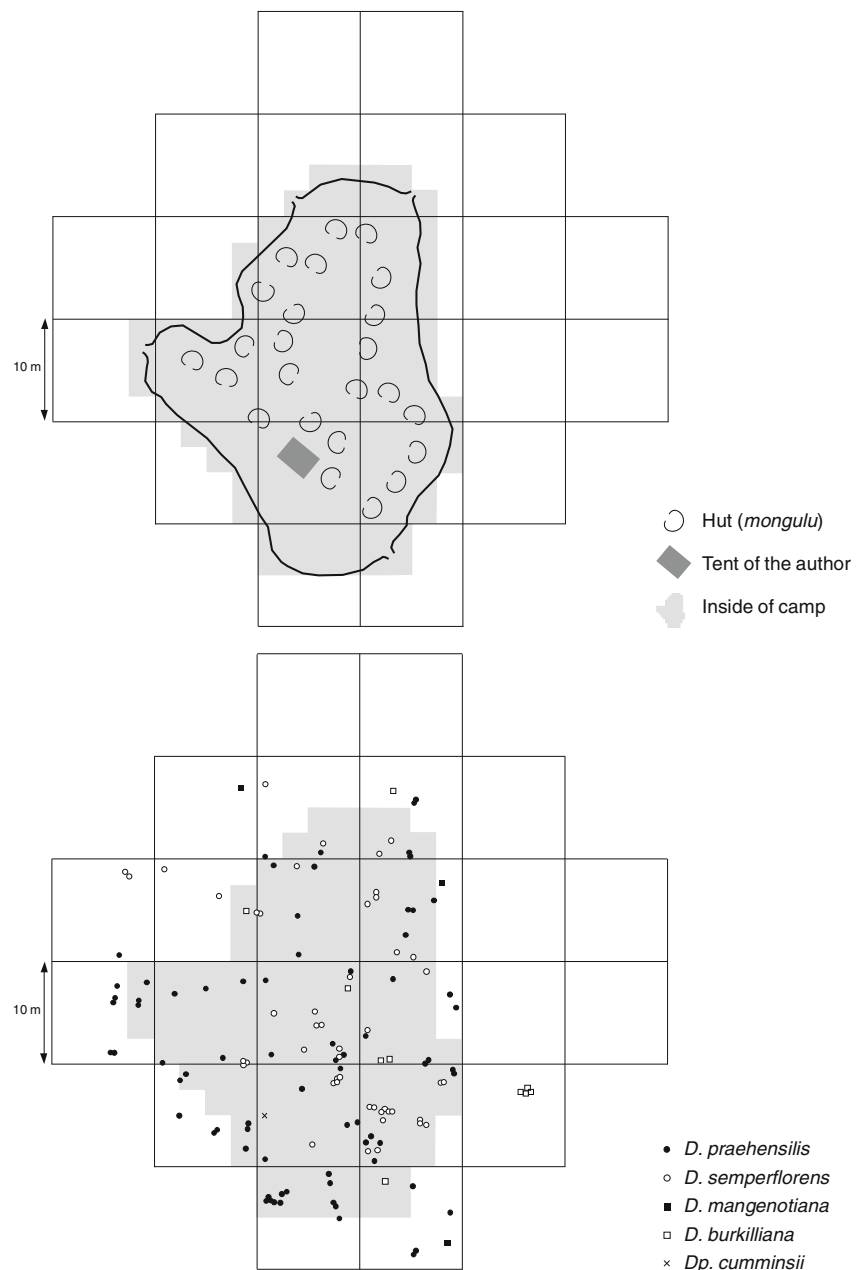 10 m
Hut (mongulu)
Tent of the author
Inside of camp
10 m
D. praehensilis
D. semperflorens
D. mangenotiana
D. burkilliana
Dp. cumminsii